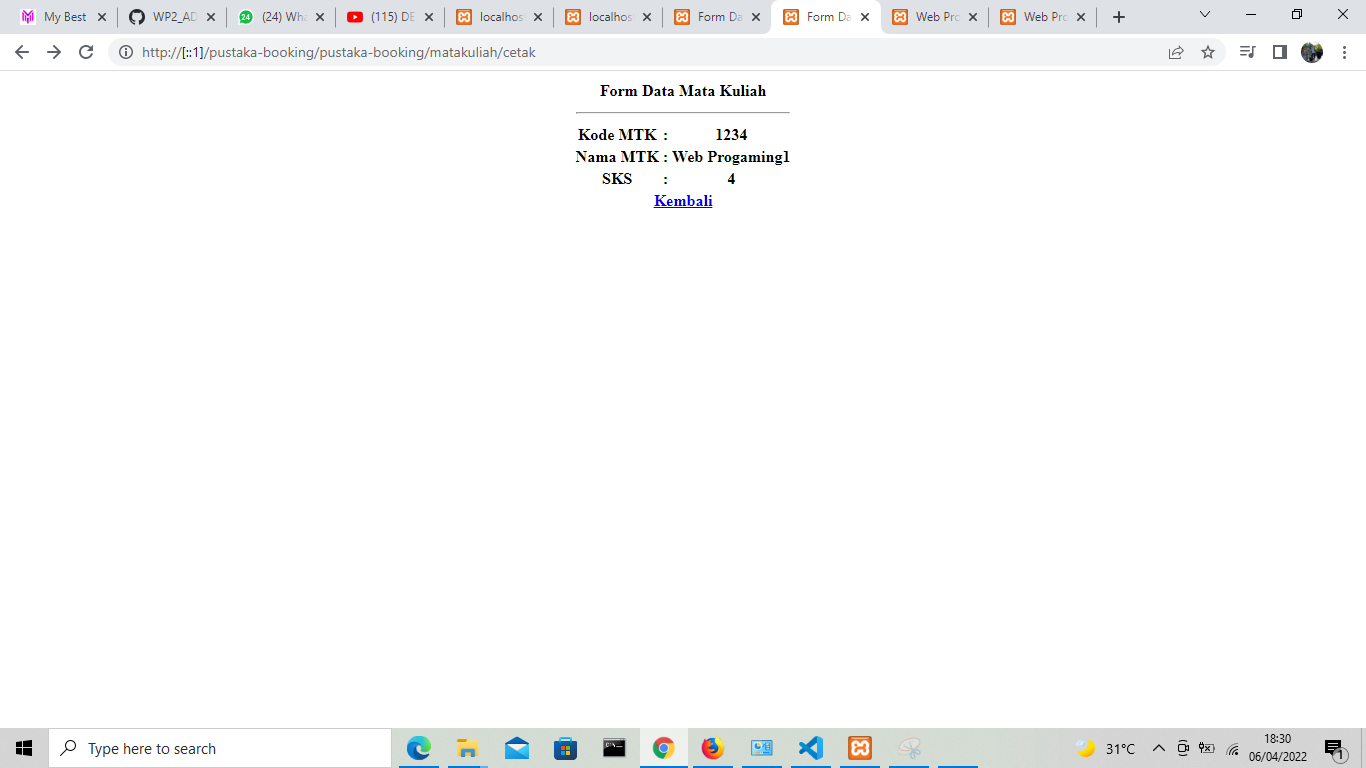 My Best
WP2_AD
(24) Wha
(115) DE
localhos
localhos
Form Da
Form Da
Web Pro
Web Pro
http://[::1]/pustaka-booking/pustaka-booking/matakuliah/cetak
Form Data Mata Kuliah
Kode MTK : 1234
Nama MTK : Web Progaming1
SKS : 4
Kembali
Type here to search
31°C
18:30
06/04/2022
1